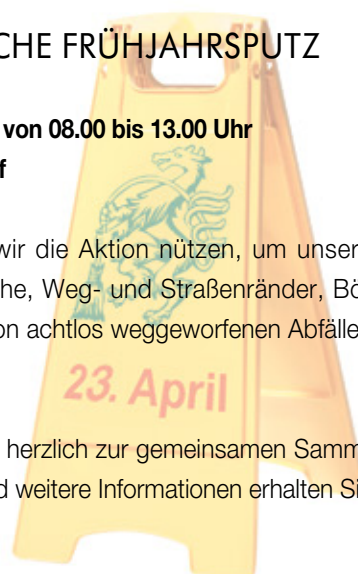 CHE FRÜHJAHRSPUTZ
von 08.00 bis 13.00 Uhr
f
wir die Aktion nützen, um unser
he, Weg- und Straßenränder, Bö
on achtlos weggeworfenen Abfälle
23. April
herzlich zur gemeinsamen Samm
d weitere Informationen erhalten Si